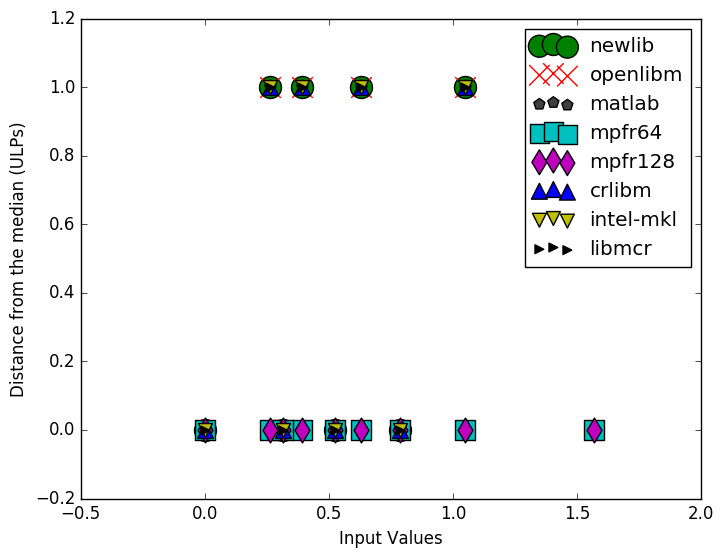 1.2
1.0
0.8
0.6
0.4
0.2
0.0
−0.2
Distance from the median (ULPs)
newlib
openlibm
matlab
mpfr64
mpfr128
crlibm
intel-mkl
libmcr
−0.5
0.0
0.5
1.0
1.5
2.0
Input Values